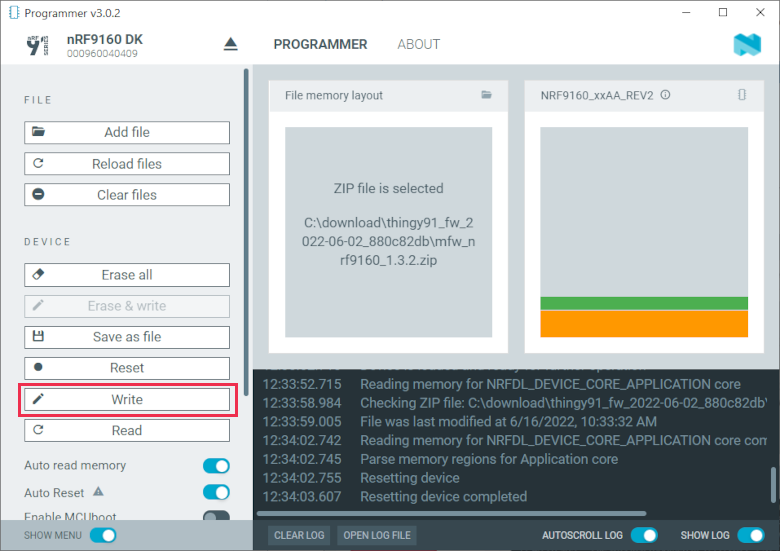 Programmer v3.0.2
nRF9160 DK
000960040409
PROGRAMMER
ABOUT
FILE
Add file
Reload files
Clear files
DEVICE
Erase all
Erase & write
Save as file
Reset
Write
Read
Auto read memory
Auto Reset
Enable MCUboot
SHOW MENU
File memory layout
ZIP file is selected
C:\download\thingy91_fw_2
022-06-02_880c82db\mfw_n
rf9160_1.3.2.zip
NRF9160_xxAA_REV2
12:33:52.715 Reading memory for NRFDL_DEVICE_CORE_APPLICATION core
12:33:58.984 Checking ZIP file: C:\download\thingy91_fw_2022-06-02_880c82db\
12:33:59.005 File was last modified at 6/16/2022, 10:33:32 AM
12:34:02.742 Reading memory for NRFDL_DEVICE_CORE_APPLICATION core com
12:34:02.745 Parse memory regions for Application core
12:34:02.755 Resetting device
12:34:03.607 Resetting device completed
CLEAR LOG
OPEN LOG FILE
AUTOSCROLL LOG
SHOW LOG